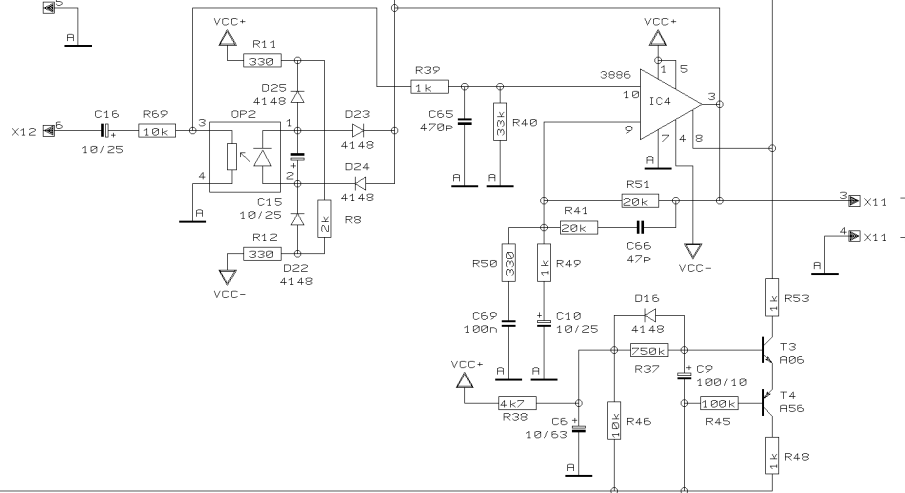 5
A
VCC+
R11
330
D25
4148
C16
R69
OP2
X12
6
+
10k
10/25
3
1
4
2
D23
4148
D24
4148
+
A
C15
10/25
2k
R8
R12
330
D22
4148
VCC-
VCC+
1
5
3886
R39
1k
10
IC4
3
C65
470p
33k
R40
9
7
4
8
A
A
A
R51
20k
3
X11
R41
20k
C66
47p
4
X11
A
VCC-
R50
330
1k
R49
1k
R53
C69
100n
+
C10
10/25
D16
4148
A
A
750k
R37
T3
A06
+
C9
100/10
VCC+
4k7
R38
T4
A56
100k
R45
C6
+
10/63
10k
R46
A
1k
R48